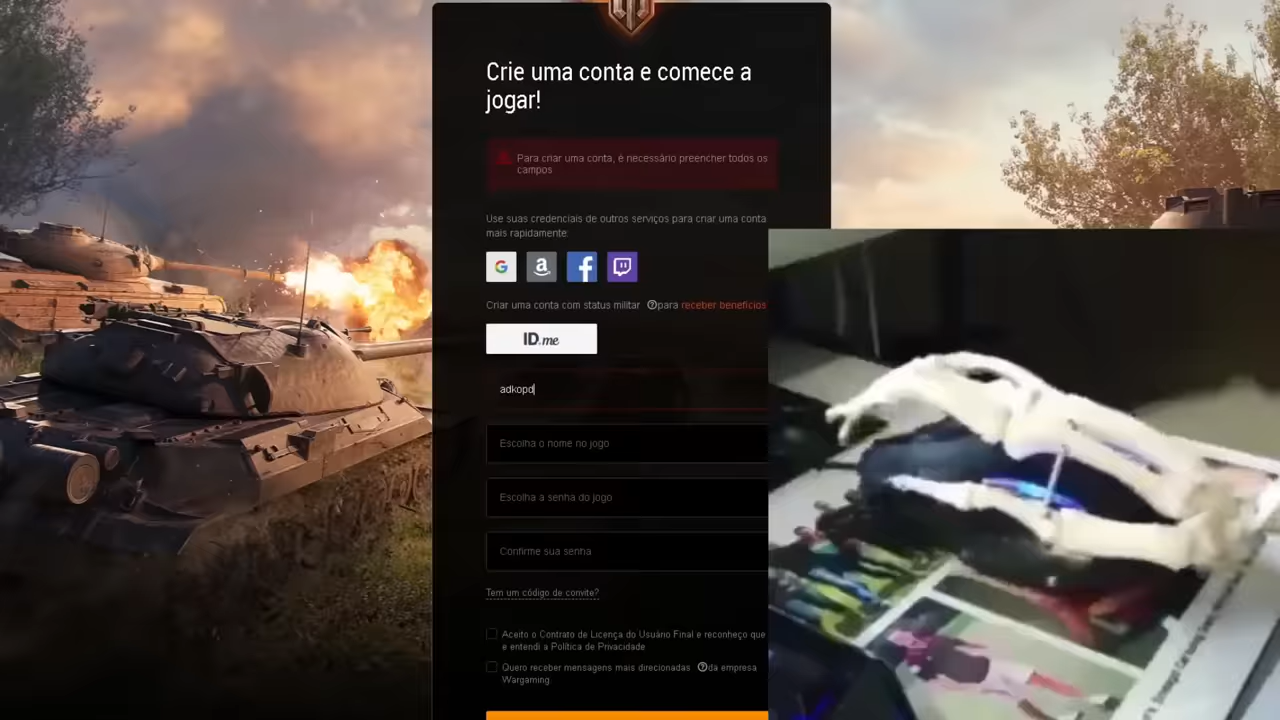 Crie uma conta e comece a
jogar!
Para criar uma conta, é necessário preencher todos os
campos
Use suas credenciais de outros serviços para criar uma conta
mais rapidamente:
Criar uma conta com status militar ?para receber benefícios
ID.me
adkopd
Escolha o nome no jogo
Escolha a senha do jogo
Confirme sua senha
Tem um código de convite?
Aceito o Contrato de Licença do Usuário Final e reconheço que
e entendi a Política de Privacidade
Quero receber mensagens mais direcionadas ?da empresa
Wargaming